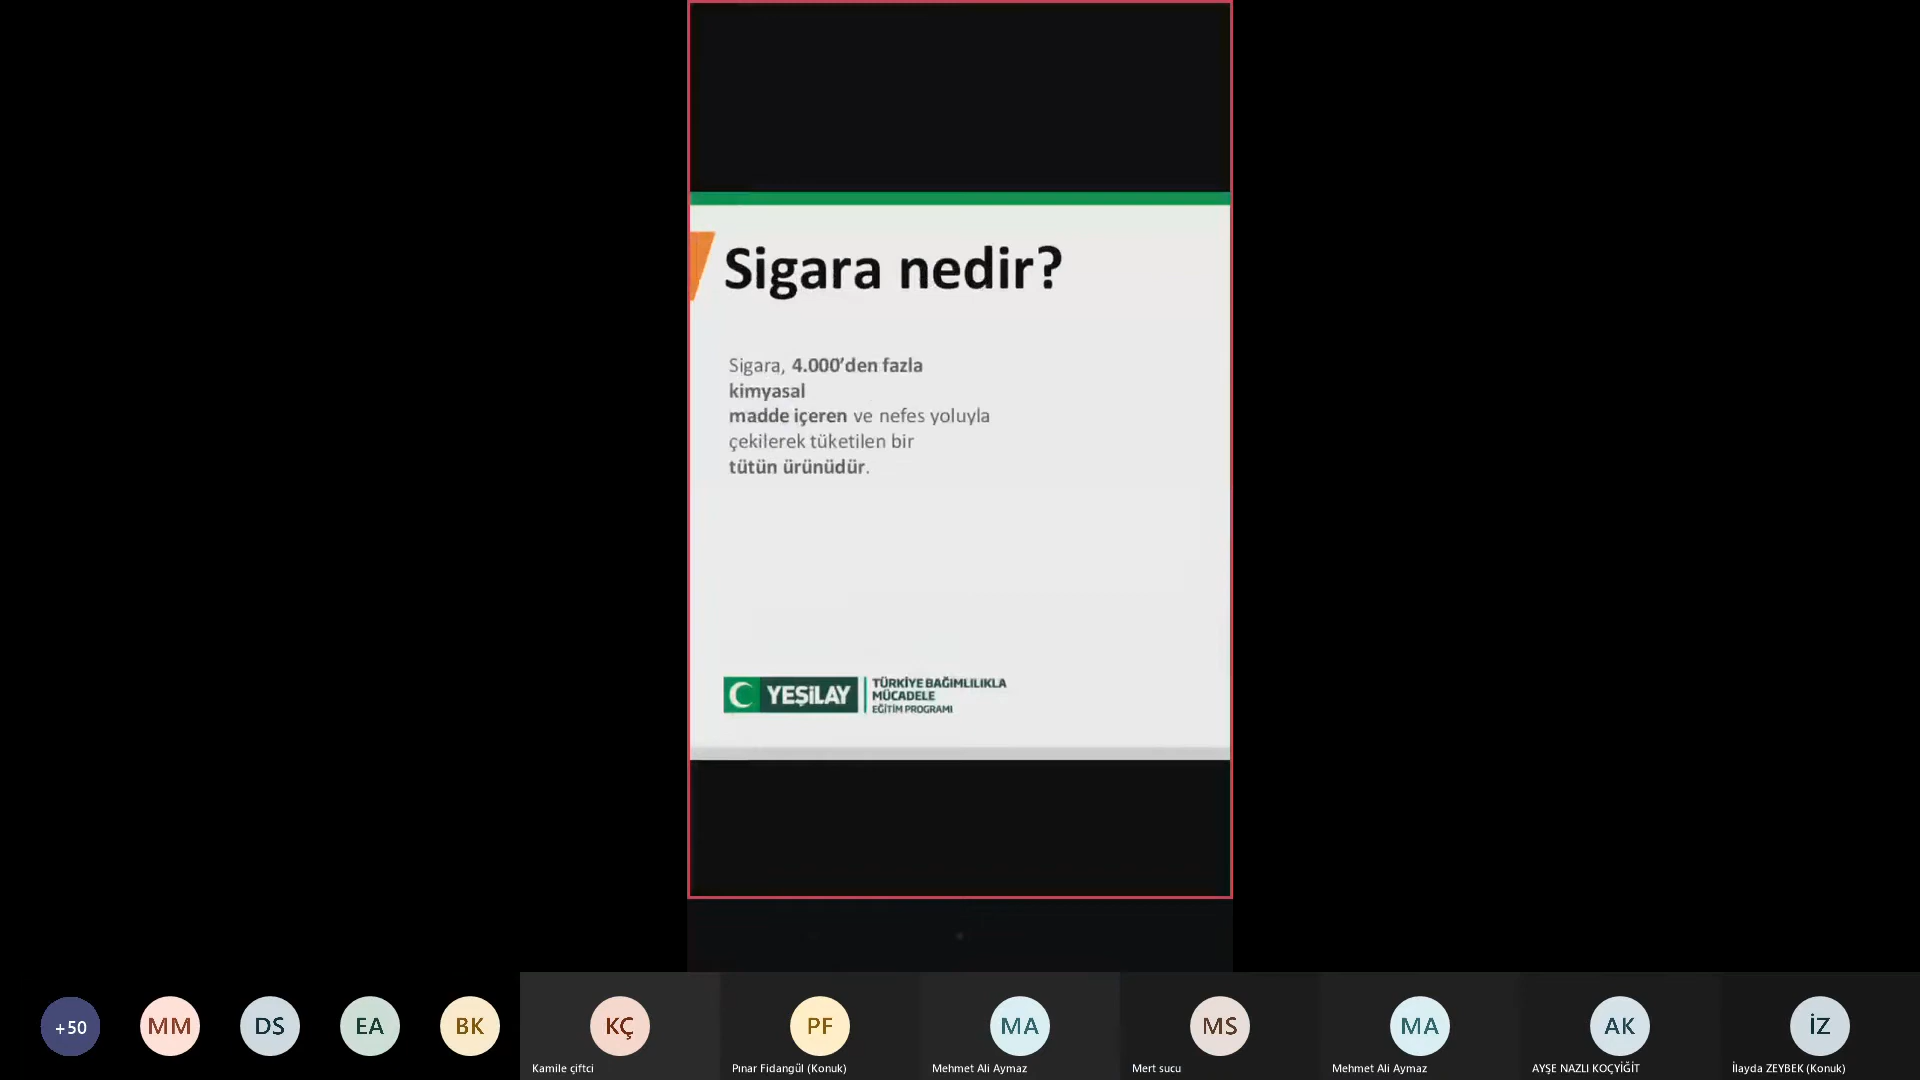 Sigara nedir?
Sigara, 4.000’den fazla
kimyasal
madde içeren ve nefes yoluyla
çekilerek tüketilen bir
tütün ürünüdür.
YEŞİLAY
TÜRKİYE BAĞIMLILIKLA
MÜCADELE
EĞİTİM PROGRAMI
+50
MM
DS
EA
BK
KÇ
PF
MA
MS
MA
AK
İZ
Kamile çiftci
Pınar Fidangül (Konuk)
Mehmet Ali Aymaz
Mert sucu
Mehmet Ali Aymaz
AYŞE NAZLI KOÇYİĞİT
İlayda ZEYBEK (Konuk)